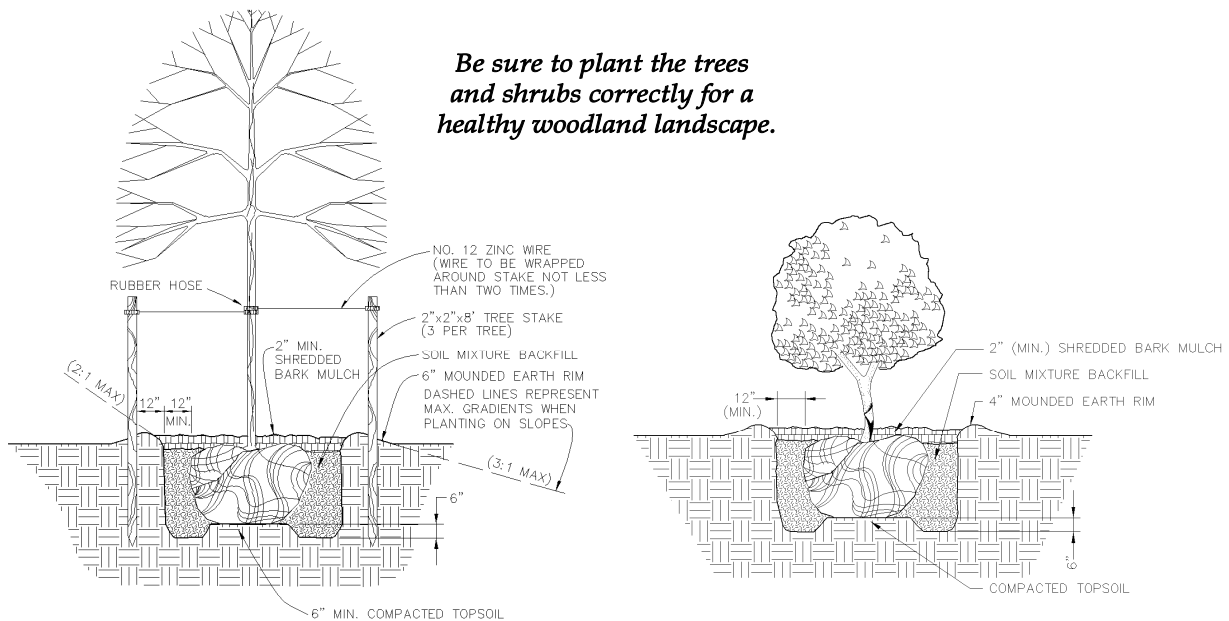 Be sure to plant the trees
and shrubs correctly for a
healthy woodland landscape.
NO. 12 ZINC WIRE
(WIRE TO BE WRAPPED
AROUND STAKE NOT LESS
THAN TWO TIMES.)
RUBBER HOSE
2"x2"x8' TREE STAKE
(3 PER TREE)
2" MIN.
SHREDDED
BARK MULCH
SOIL MIXTURE BACKFILL
6" MOUNDED EARTH RIM
DASHED LINES REPRESENT
MAX. GRADIENTS WHEN
PLANTING ON SLOPES
(2:1 MAX)
12"
12"
MIN.
(3:1 MAX)
6"
6" MIN. COMPACTED TOPSOIL
2" (MIN.) SHREDDED BARK MULCH
SOIL MIXTURE BACKFILL
4" MOUNDED EARTH RIM
12"
(MIN.)
6"
COMPACTED TOPSOIL